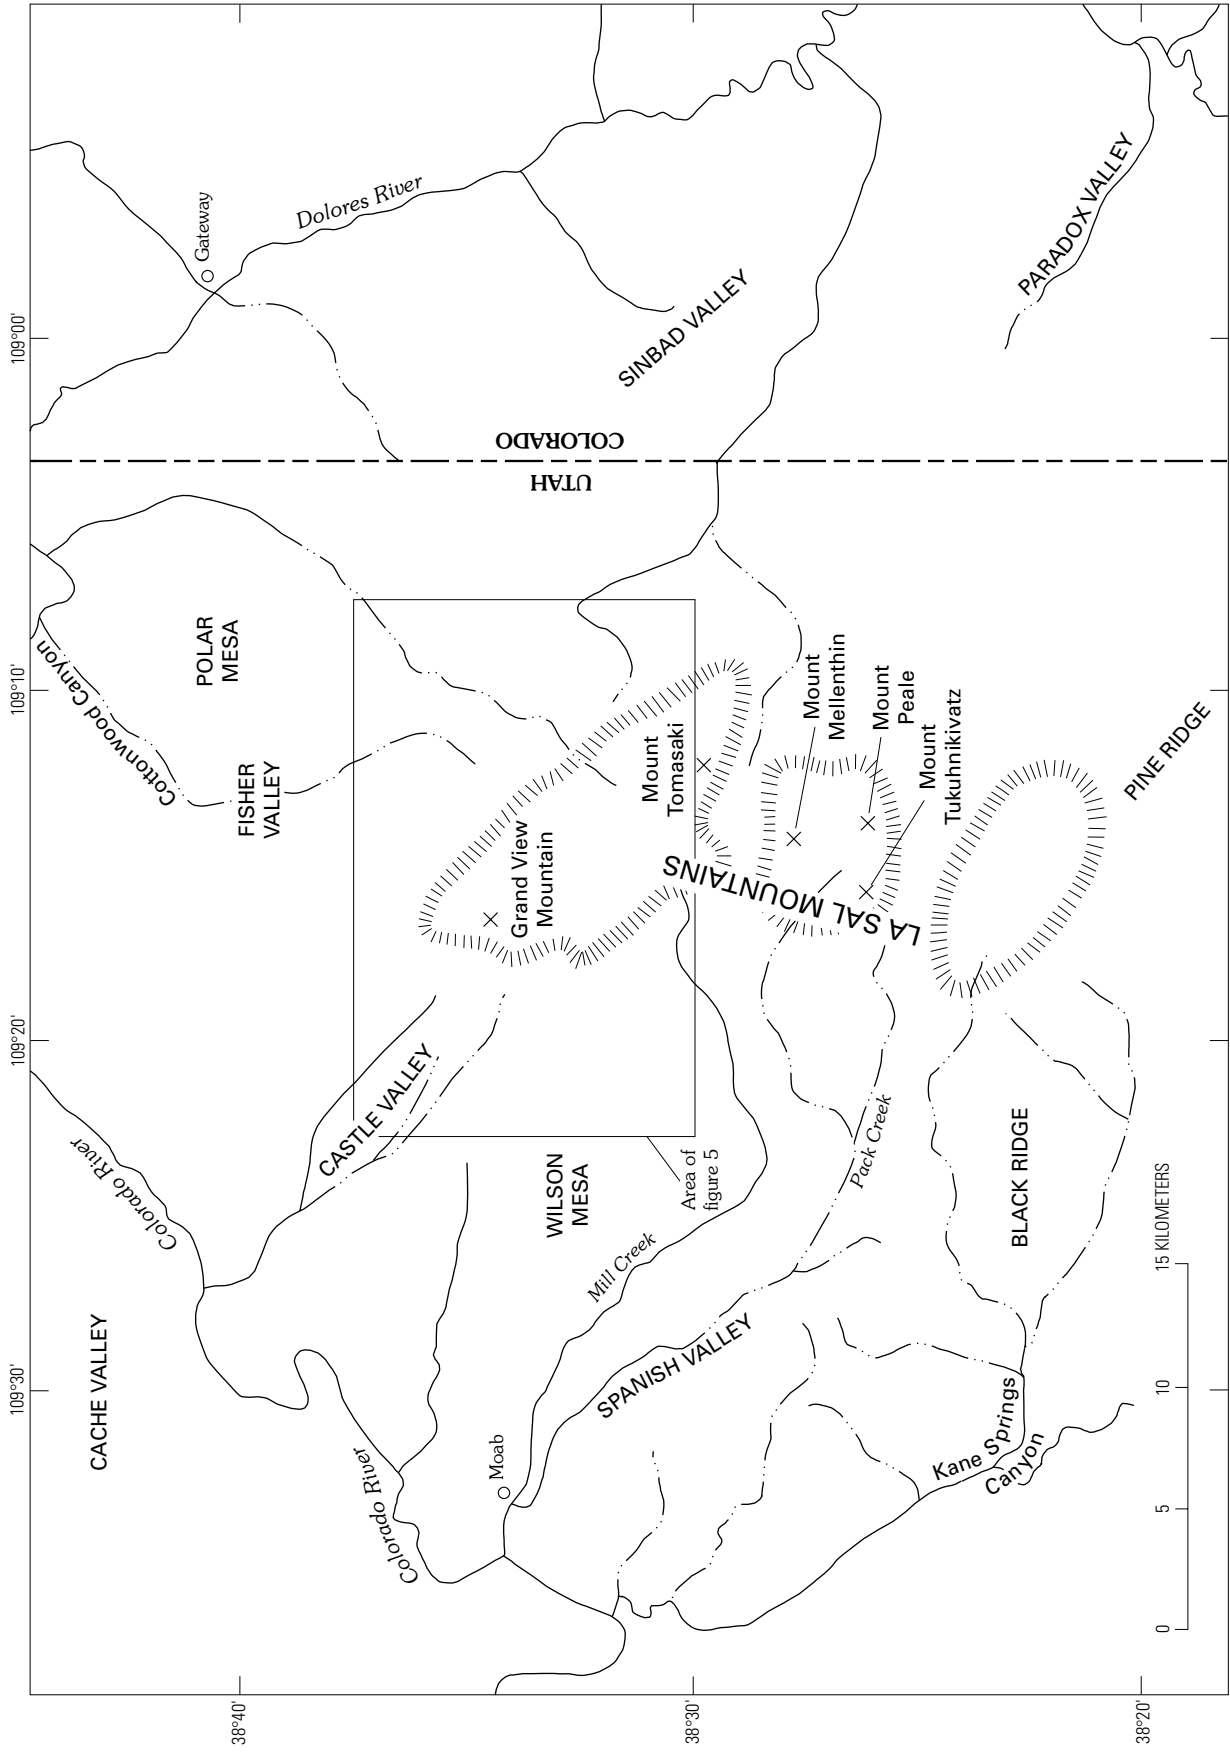 109°30'
109°20'
109°10'
109°00'
38°40'
38°30'
38°20'
CACHE VALLEY
Colorado River
Cottonwood Canyon
POLAR
MESA
Gateway
FISHER
VALLEY
Dolores River
Colorado River
CASTLE VALLEY
UTAH
COLORADO
Moab
WILSON
MESA
Grand View
Mountain
SINBAD VALLEY
Mill Creek
Area of
figure 5
Mount
Tomasaki
SPANISH VALLEY
LA SAL MOUNTAINS
Mount
Mellenthin
Pack Creek
Mount
Peale
Mount
Tukuhnikivatz
Kane Springs
Canyon
BLACK RIDGE
PINE RIDGE
PARADOX VALLEY
0
5
10
15 KILOMETERS